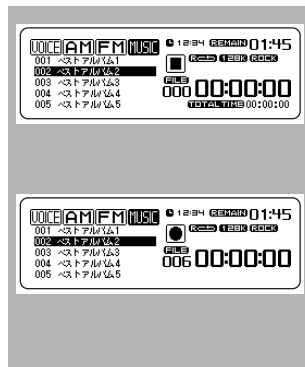 VOICE AM FM MUSIC 12:34 REMAIN 01:45
001 ベストアルバム1
002 ベストアルバム2 128K ROCK
003 ベストアルバム3 FILE
004 ベストアルバム4 000 00:00:00
005 ベストアルバム5 TOTALTIME 00:00:00
VOICE AM FM MUSIC 12:34 REMAIN 01:45
001 ベストアルバム1 128K ROCK
002 ベストアルバム2
003 ベストアルバム3 FILE
004 ベストアルバム4 006 00:00:00
005 ベストアルバム5